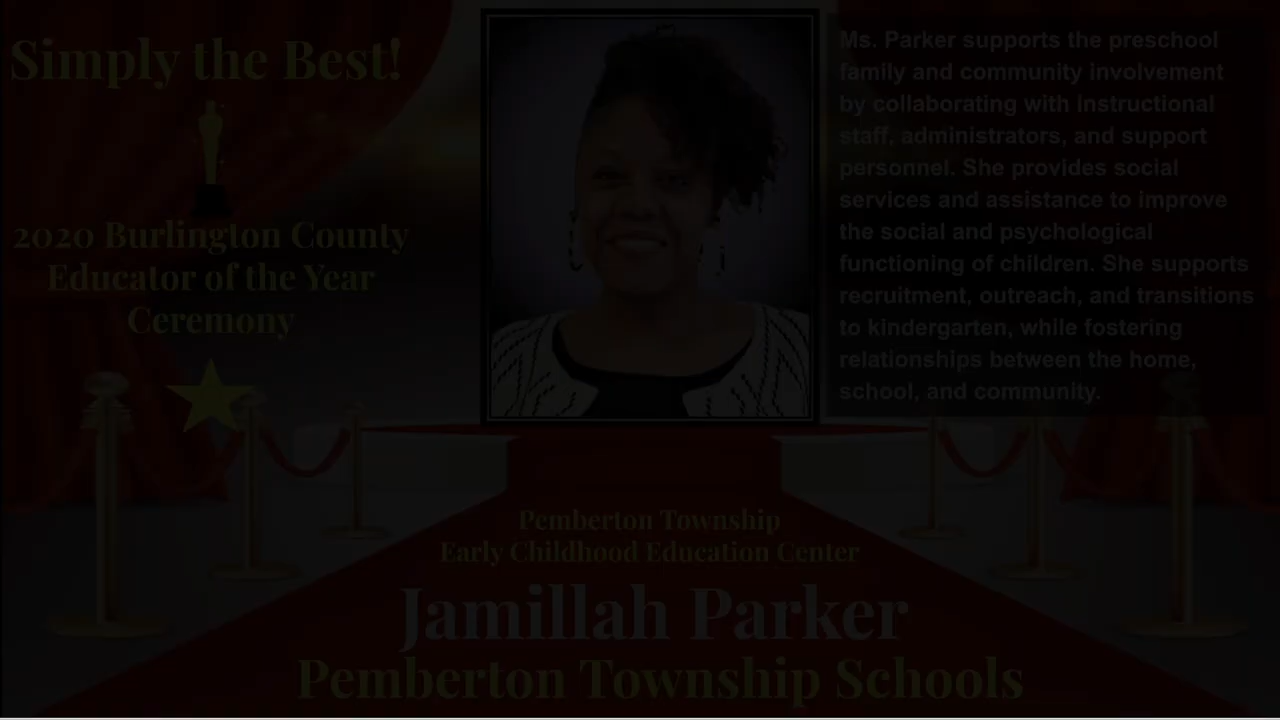 Simply the Best!
2020 Burlington County
Educator of the Year
Ceremony
Ms. Parker supports the preschool
family and community involvement
by collaborating with instructional
staff, administrators, and support
personnel. She provides social
services and assistance to improve
the social and psychological
functioning of children. She supports
recruitment, outreach, and transitions
to kindergarten, while fostering
relationships between the home,
school, and community.
Pemberton Township
Early Childhood Education Center
Jamillah Parker
Pemberton Township Schools